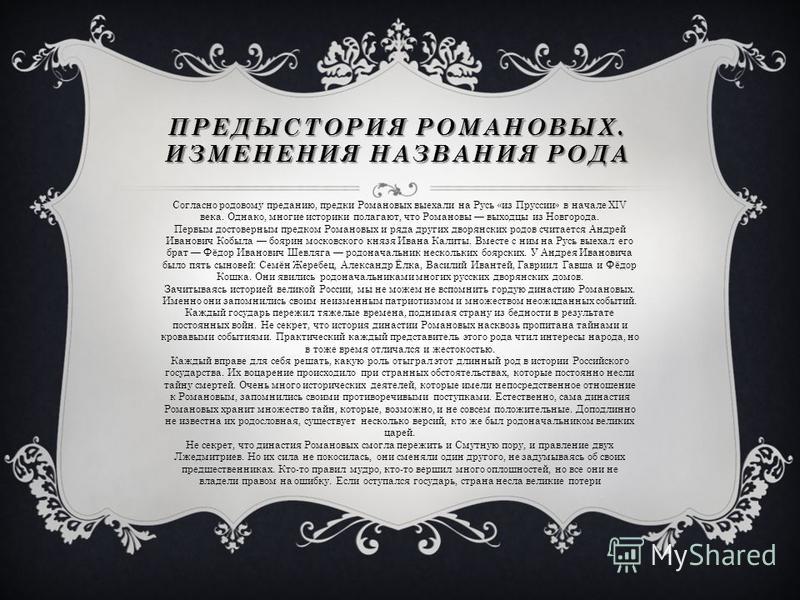 ПРЕДЫСТОРИЯ РОМАНОВЫХ.
ИЗМЕНЕНИЯ НАЗВАНИЯ РОДА
Согласно родовому преданию, предки Романовых выехали на Русь «из Пруссии» в начале XIV
века. Однако, многие историки полагают, что Романовы — выходцы из Новгорода.
Первым достоверным предком Романовых и ряда других дворянских родов считается Андрей
Иванович Кобыла — боярин московского князя Ивана Калиты. Вместе с ним на Русь выехал его
брат — Фёдор Иванович Шевляга — родоначальник нескольких боярских. У Андрея Ивановича
было пять сыновей: Семён Жеребец, Александр Ёлка, Василий Ивантей, Гавриил Гавша и Фёдор
Кошка. Они явились родоначальниками многих русских дворянских домов.
Зачитываясь историей великой России, мы не можем не вспомнить гордую династию Романовых.
Именно они запомнились своим неизменным патриотизмом и множеством неожиданных событий.
Каждый государь пережил тяжелые времена, поднимая страну из бедности в результате
постоянных войн. Не секрет, что история династии Романовых насквозь пропитана тайнами и
кровавыми событиями. Практический каждый представитель этого рода чтил интересы народа, но
в тоже время отличался и жестокостью.
Каждый вправе для себя решать, какую роль отыграл этот длинный род в истории Российского
государства. Их воцарение происходило при странных обстоятельствах, которые постоянно несли
тайну смертей. Очень много исторических деятелей, которые имели непосредственное отношение
к Романовым, запомнились своими противоречивыми поступками. Естественно, сама династия
Романовых хранит множество тайн, которые, возможно, и не совсем положительные. Доподлинно
не известна их родословная, существует несколько версий, кто же был родоначальником великих
царей.
Не секрет, что династия Романовых смогла пережить и Смутную пору, и правление двух
Лжедмитриев. Но их сила не покосилась, они сменяли один другого, не задумываясь об своих
предшественниках. Кто-то правил мудро, кто-то вершил много оплошностей, но все они не
владели правом на ошибку. Если оступался государь, страна несла великие потери
MyShared